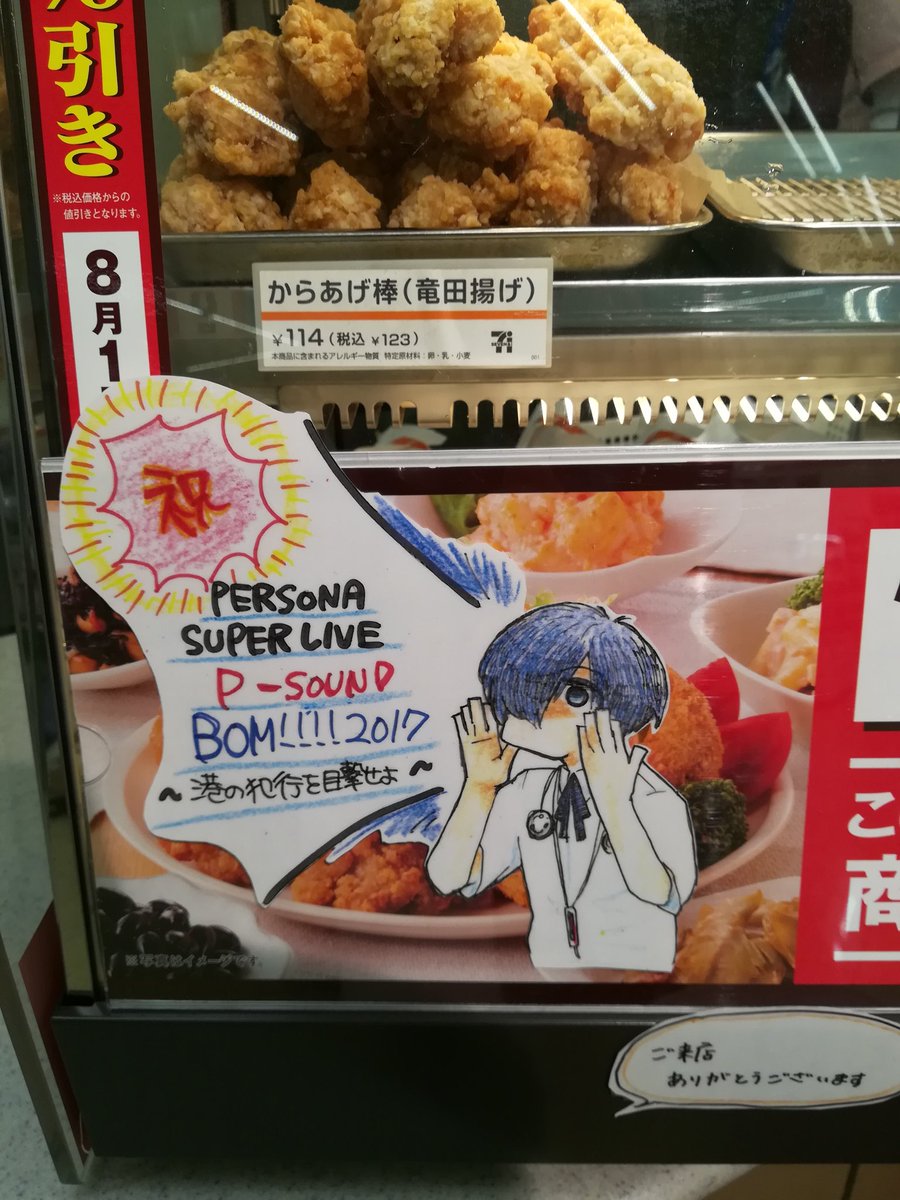 %引き
※税込価格からの
値引きとなります。
8月1
からあげ棒(竜田揚げ)
¥114(税込 ¥123)
本商品に含まれるアレルギー物質 特定原材料:卵・乳・小麦
001
祝
PERSONA
SUPER LIVE
P-SOUND
BOM!!!!2017
～港の犯行を目撃せよ～
※写真はイメージです
こ
商
ご来店
ありがとうございます